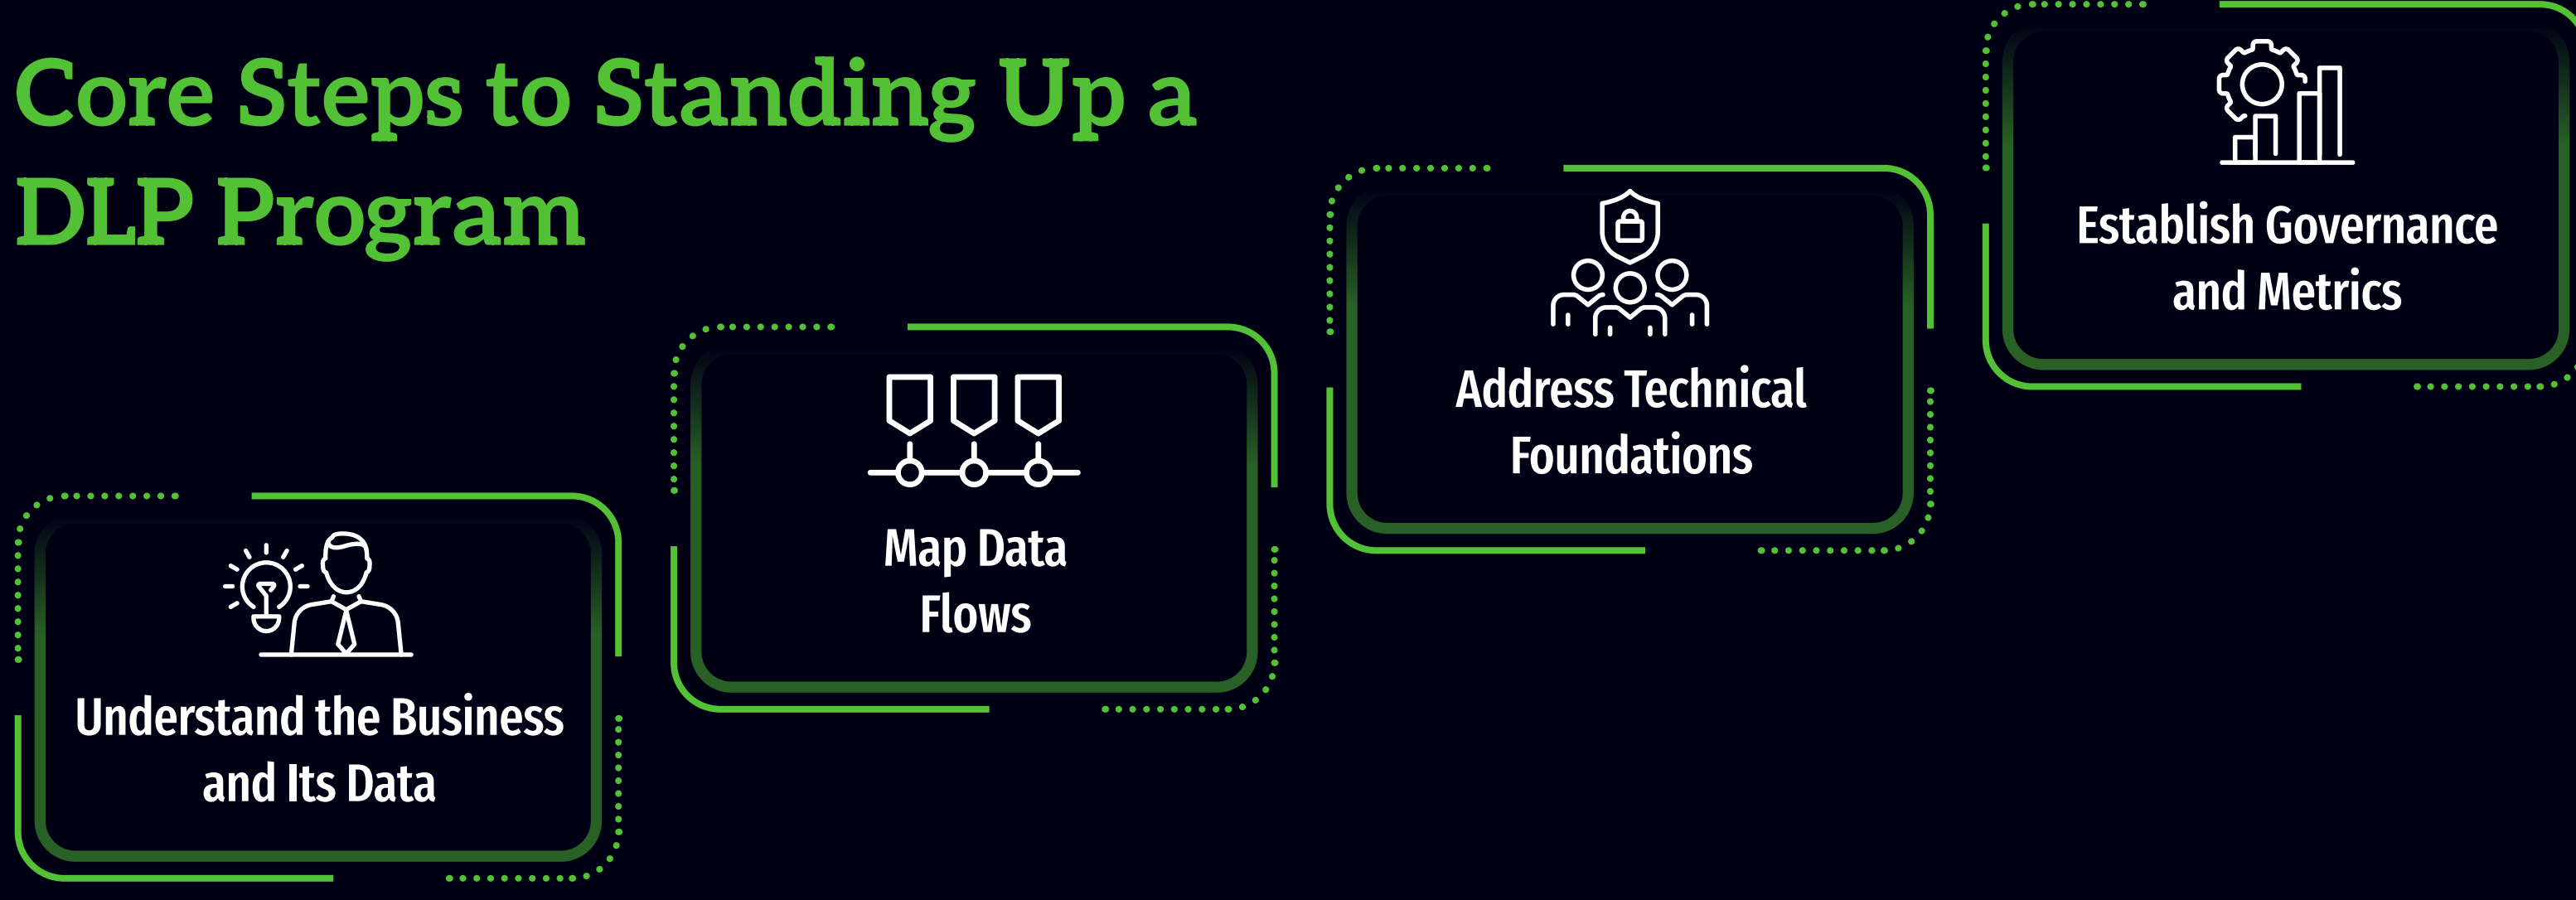 Core Steps to Standing Up a
DLP Program
Understand the Business
and Its Data
Map Data
Flows
Address Technical
Foundations
Establish Governance
and Metrics